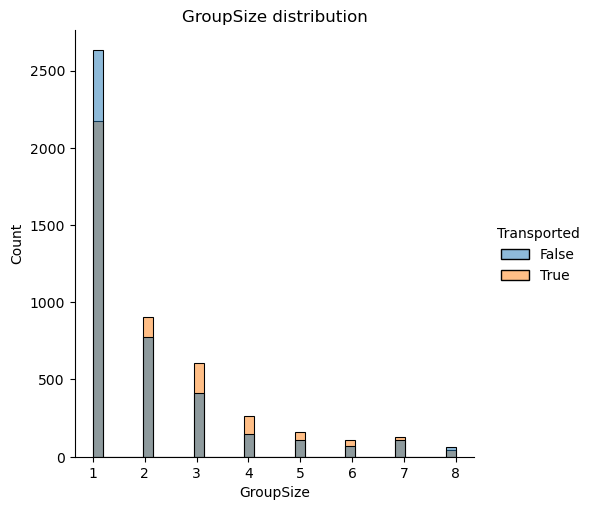 GroupSize distribution
Count
2500
2000
1500
1000
500
0
1 2 3 4 5 6 7 8
GroupSize
Transported
False
True